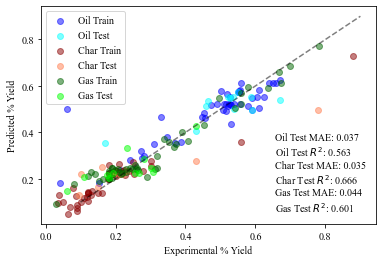 Oil Train
Oil Test
Char Train
Char Test
Gas Train
Gas Test
0.8
0.6
0.4
0.2
Predicted % Yield
Oil Test MAE: 0.037
Oil Test R²: 0.563
Char Test MAE: 0.035
Char Test R²: 0.666
Gas Test MAE: 0.044
Gas Test R²: 0.601
0.0 0.2 0.4 0.6 0.8
Experimental % Yield